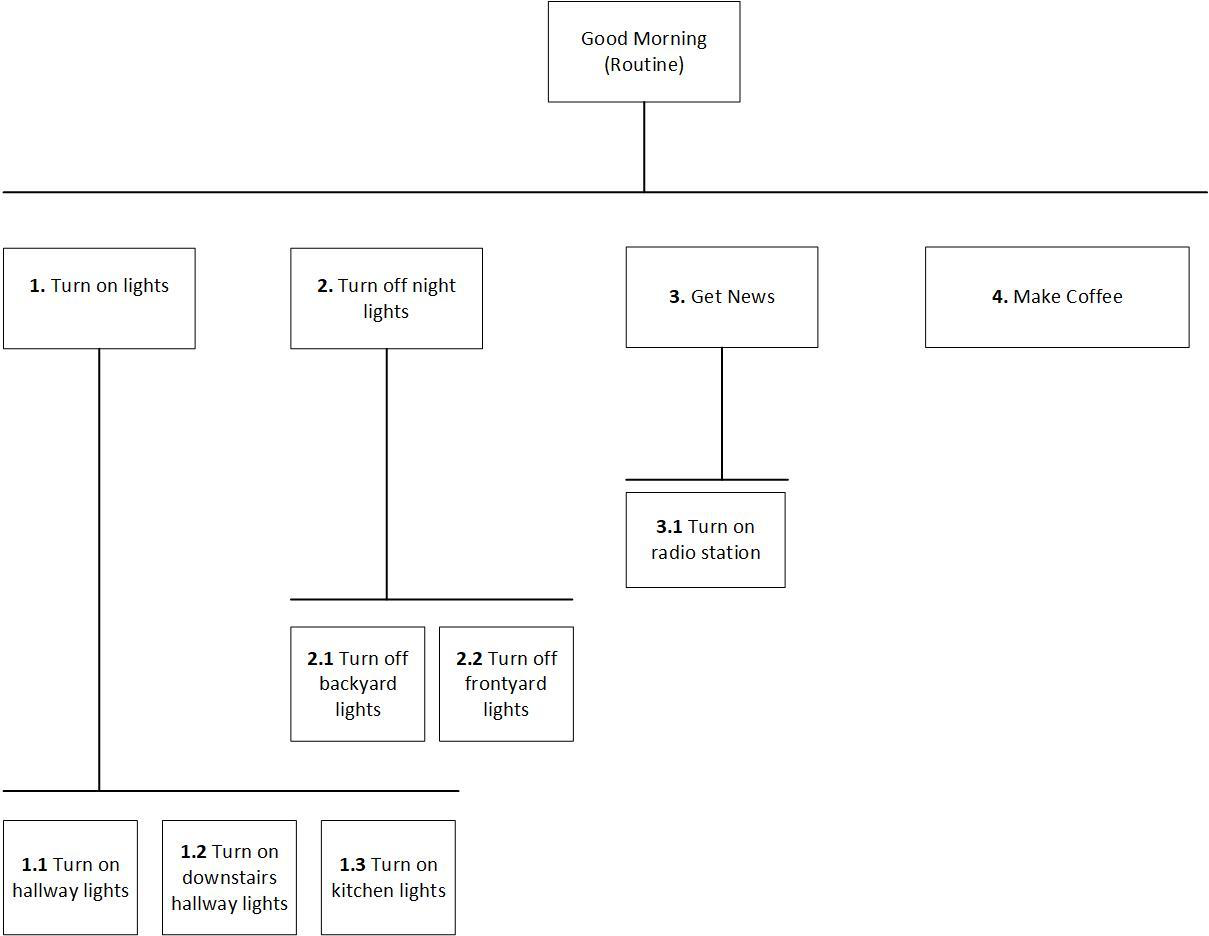 Good Morning
(Routine)
1. Turn on lights
2. Turn off night
lights
3. Get News
4. Make Coffee
3.1 Turn on
radio station
2.1 Turn off
backyard
lights
2.2 Turn off
frontyard
lights
1.1 Turn on
hallway lights
1.2 Turn on
downstairs
hallway lights
1.3 Turn on
kitchen lights